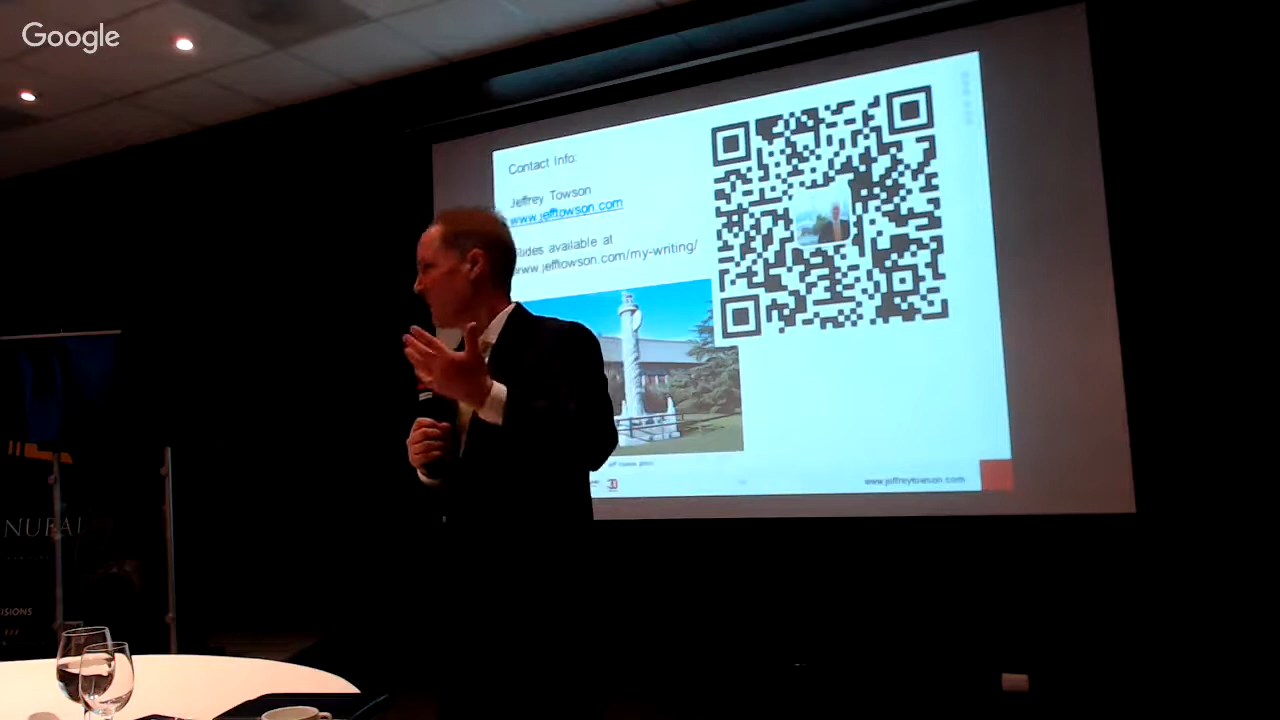 Google
Contact Info:
Jeffrey Towson
www.jefftowson.com
Slides available at
www.jefftowson.com/my-writing/
www.jeffreytowson.com
NUPAI
ISIONS